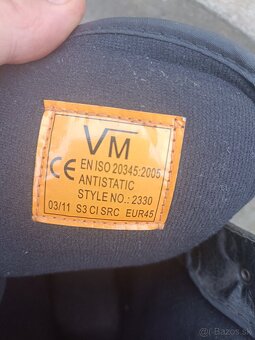 VM
CE EN ISO 20345:2005
ANTISTATIC
STYLE NO.: 2330
03/11 S3 CI SRC EUR45
©Bazos.sk